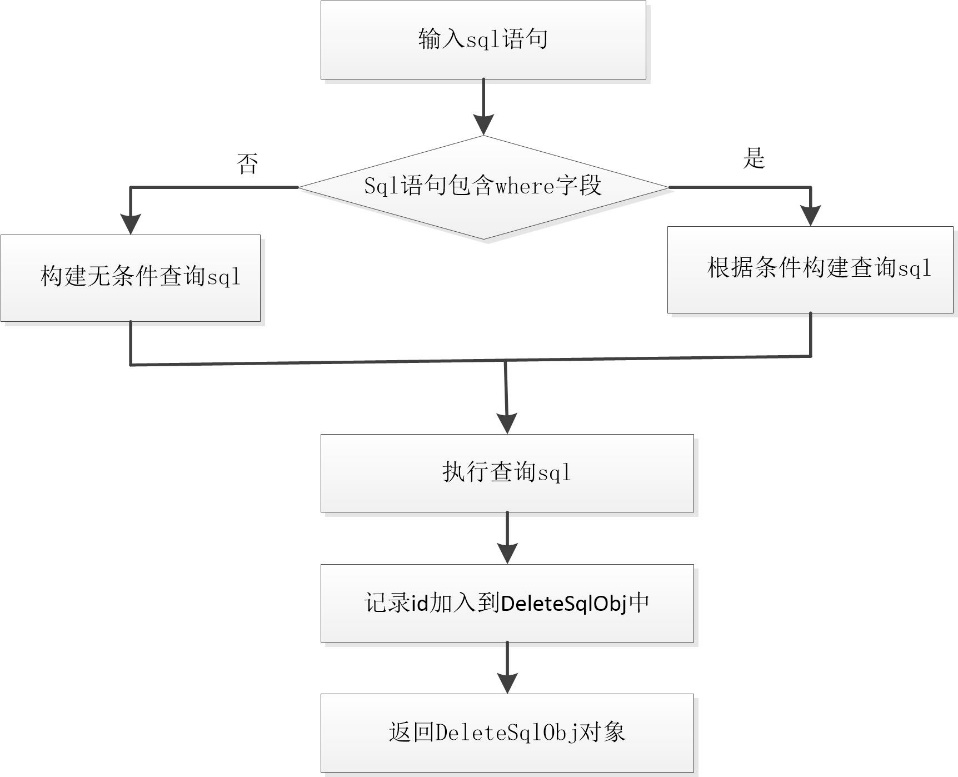 输入sql语句
否
是
Sql语句包含where字段
构建无条件查询sql
根据条件构建查询sql
执行查询sql
记录id加入到DeleteSqlObj中
返回DeleteSqlObj对象